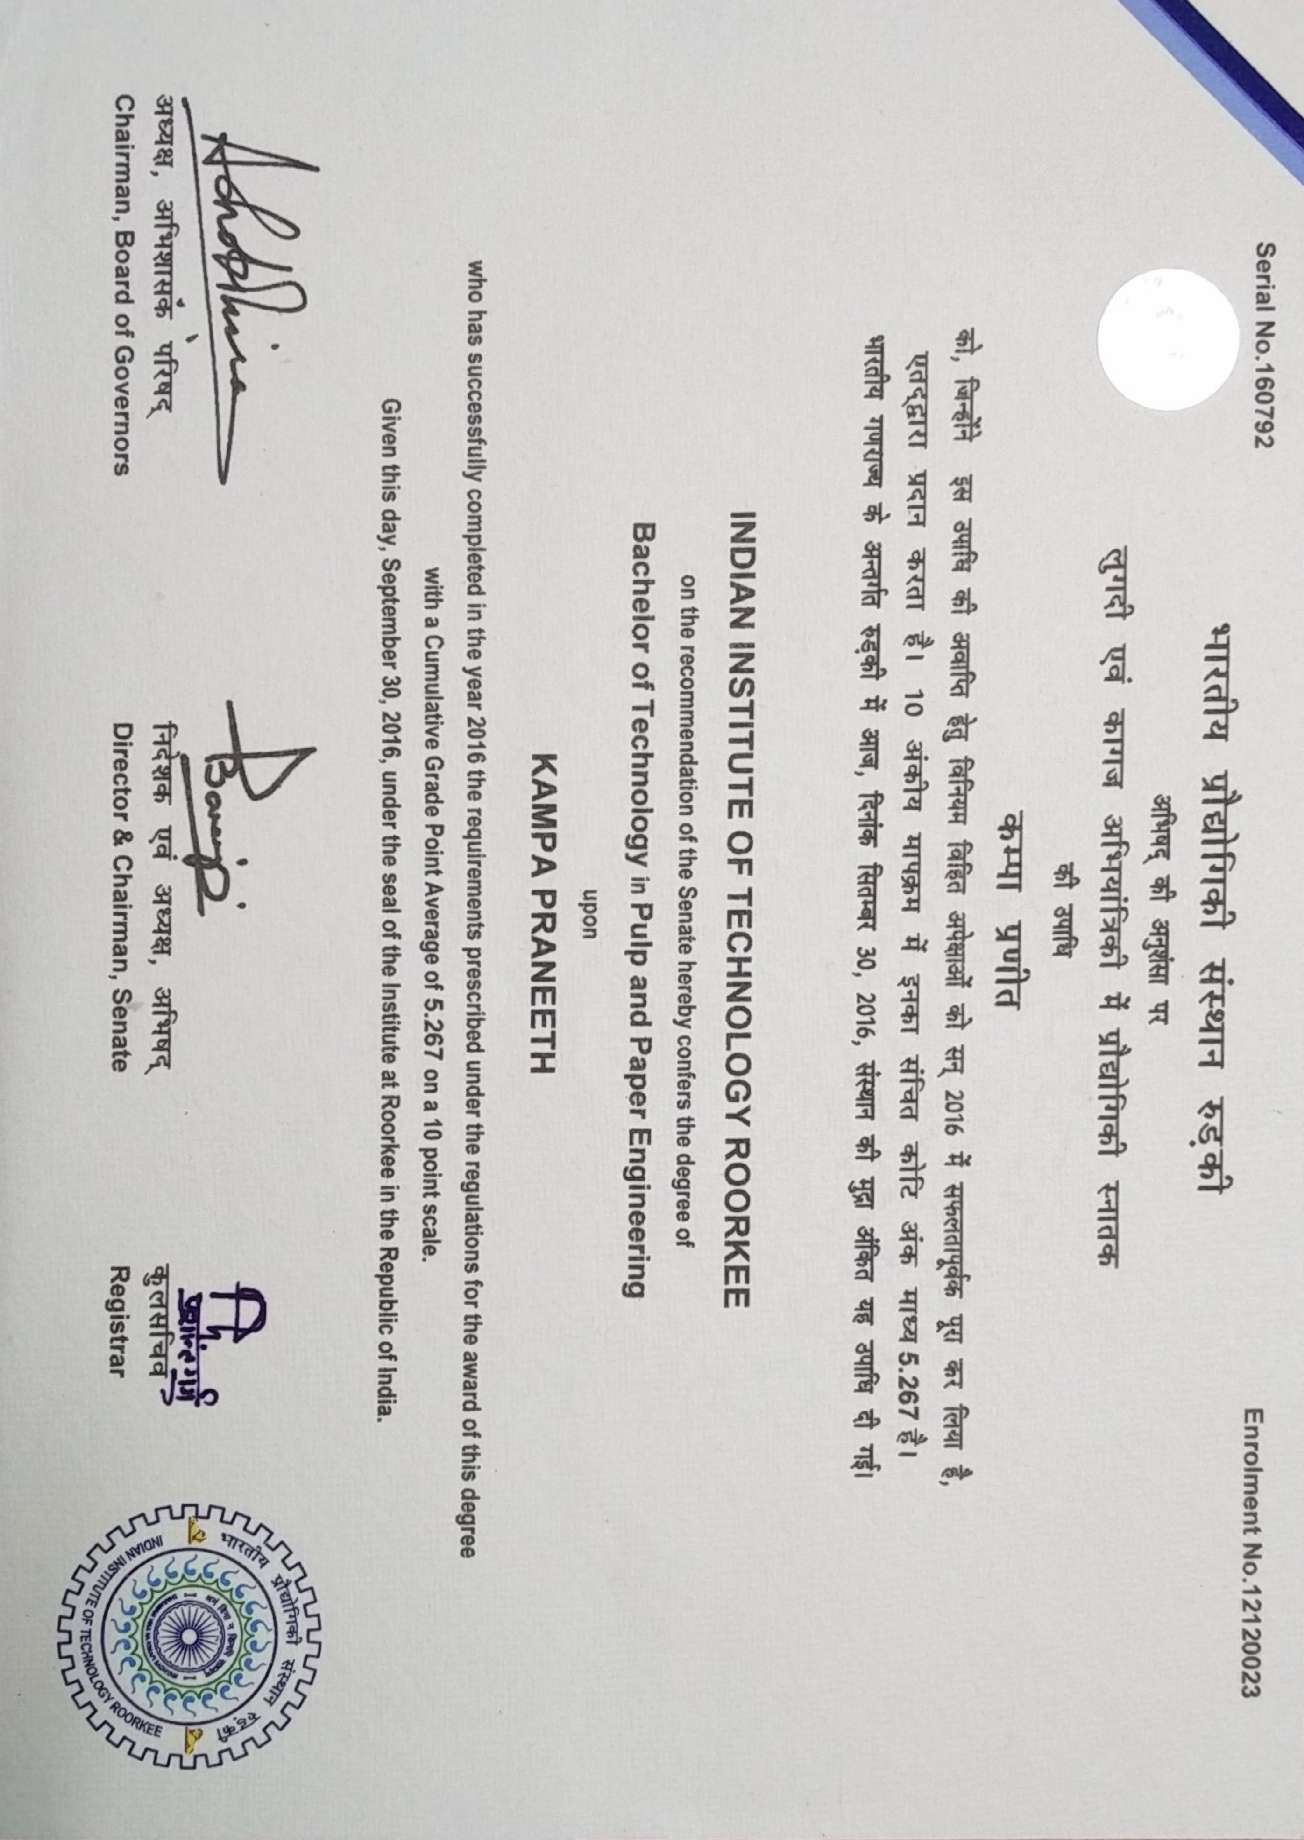 Serial No.160792
Enrolment No.12120023
भारतीय प्रौद्योगिकी संस्थान रुड़की
अभिषद् की अनुशंसा पर
लुगदी एवं कागज अभियांत्रिकी में प्रौद्योगिकी स्नातक
की उपाधि
कम्पा प्रणीत
को, जिन्होंने इस उपाधि की अवाप्ति हेतु विनियम विहित अपेक्षाओं को सन् 2016 में सफलतापूर्वक पूरा कर लिया है,
एतद्द्वारा प्रदान करता है। 10 अंकीय मापक्रम में इनका संचित कोटि अंक माध्य 5.267 है।
भारतीय गणराज्य के अन्तर्गत रुड़की में आज, दिनांक सितम्बर 30, 2016, संस्थान की मुद्रा अंकित यह उपाधि दी गई।
INDIAN INSTITUTE OF TECHNOLOGY ROORKEE
on the recommendation of the Senate hereby confers the degree of
Bachelor of Technology in Pulp and Paper Engineering
upon
KAMPA PRANEETH
who has successfully completed in the year 2016 the requirements prescribed under the regulations for the award of this degree
with a Cumulative Grade Point Average of 5.267 on a 10 point scale.
Given this day, September 30, 2016, under the seal of the Institute at Roorkee in the Republic of India.
अध्यक्ष, अभिशासक परिषद्
Chairman, Board of Governors
निदेशक एवं अध्यक्ष, अभिषद्
Director & Chairman, Senate
कुलसचिव
Registrar
भारतीय प्रौद्योगिकी संस्थान रुड़की
INDIAN INSTITUTE OF TECHNOLOGY ROORKEE